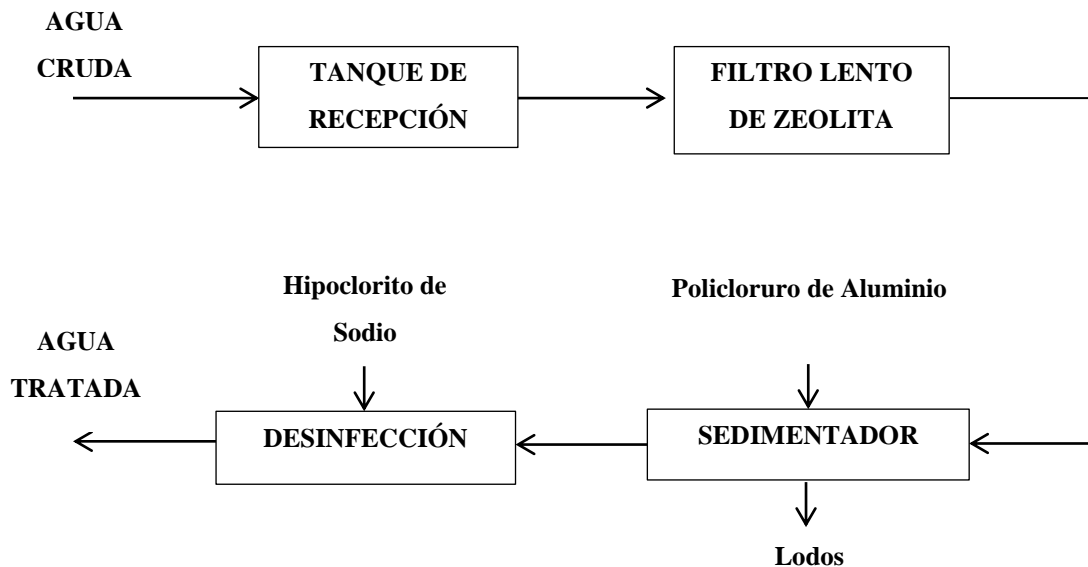 AGUA
CRUDA
TANQUE DE
RECEPCIÓN
FILTRO LENTO
DE ZEOLITA
Hipoclorito de
Sodio
Policloruro de Aluminio
AGUA
TRATADA
DESINFECCIÓN
SEDIMENTADOR
Lodos